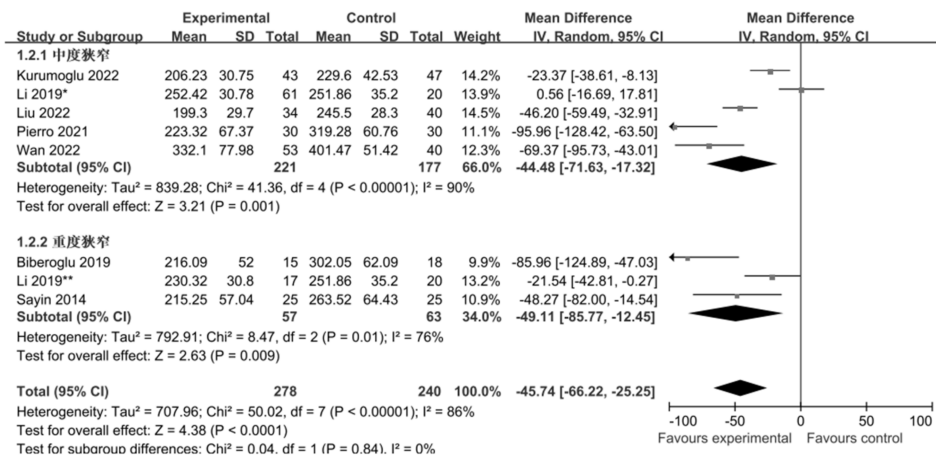 Experimental Control Mean Difference Mean Difference
Study or Subgroup Mean SD Total Mean SD Total Weight IV, Random, 95% CI IV, Random, 95% CI
1.2.1 中度狭窄
Kurumoglu 2022 206.23 30.75 43 229.6 42.53 47 14.2% -23.37 [-38.61, -8.13]
Li 2019* 252.42 30.78 61 251.86 35.2 20 13.9% 0.56 [-16.69, 17.81]
Liu 2022 199.3 29.7 34 245.5 28.3 40 14.5% -46.20 [-59.49, -32.91]
Pierro 2021 223.32 67.37 30 319.28 60.76 30 11.1% -95.96 [-128.42, -63.50]
Wan 2022 332.1 77.98 53 401.47 51.42 40 12.3% -69.37 [-95.73, -43.01]
Subtotal (95% CI) 221 177 66.0% -44.48 [-71.63, -17.32]
Heterogeneity: Tau² = 839.28; Chi² = 41.36, df = 4 (P < 0.00001); I² = 90%
Test for overall effect: Z = 3.21 (P = 0.001)
1.2.2 重度狭窄
Biberoglu 2019 216.09 52 15 302.05 62.09 18 9.9% -85.96 [-124.89, -47.03]
Li 2019** 230.32 30.8 17 251.86 35.2 20 13.2% -21.54 [-42.81, -0.27]
Sayin 2014 215.25 57.04 25 263.52 64.43 25 10.9% -48.27 [-82.00, -14.54]
Subtotal (95% CI) 57 63 34.0% -49.11 [-85.77, -12.45]
Heterogeneity: Tau² = 792.91; Chi² = 8.47, df = 2 (P = 0.01); I² = 76%
Test for overall effect: Z = 2.63 (P = 0.009)
Total (95% CI) 278 240 100.0% -45.74 [-66.22, -25.25]
Heterogeneity: Tau² = 707.96; Chi² = 50.02, df = 7 (P < 0.00001); I² = 86%
Test for overall effect: Z = 4.38 (P < 0.0001)
Test for subgroup differences: Chi² = 0.04, df = 1 (P = 0.84), I² = 0%
-100 -50 0 50 100
Favours experimental Favours control